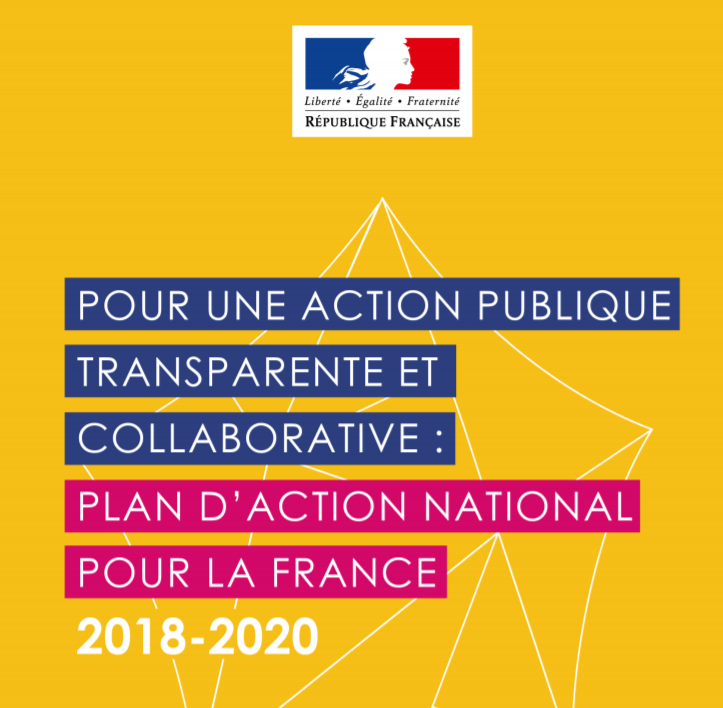 Liberté • Égalité • Fraternité
RÉPUBLIQUE FRANÇAISE
POUR UNE ACTION PUBLIQUE
TRANSPARENTE ET
COLLABORATIVE :
PLAN D’ACTION NATIONAL
POUR LA FRANCE
2018-2020